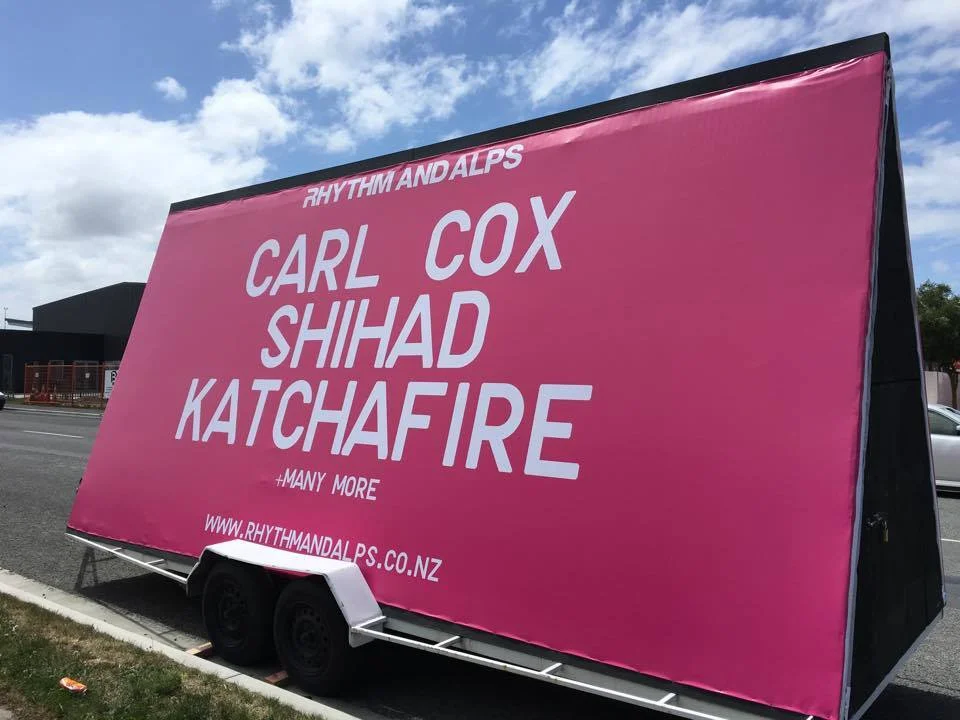 RHYTHM AND ALPS
CARL COX
SHIHAD
KATCHAFIRE
+MANY MORE
WWW.RHYTHMANDALPS.CO.NZ